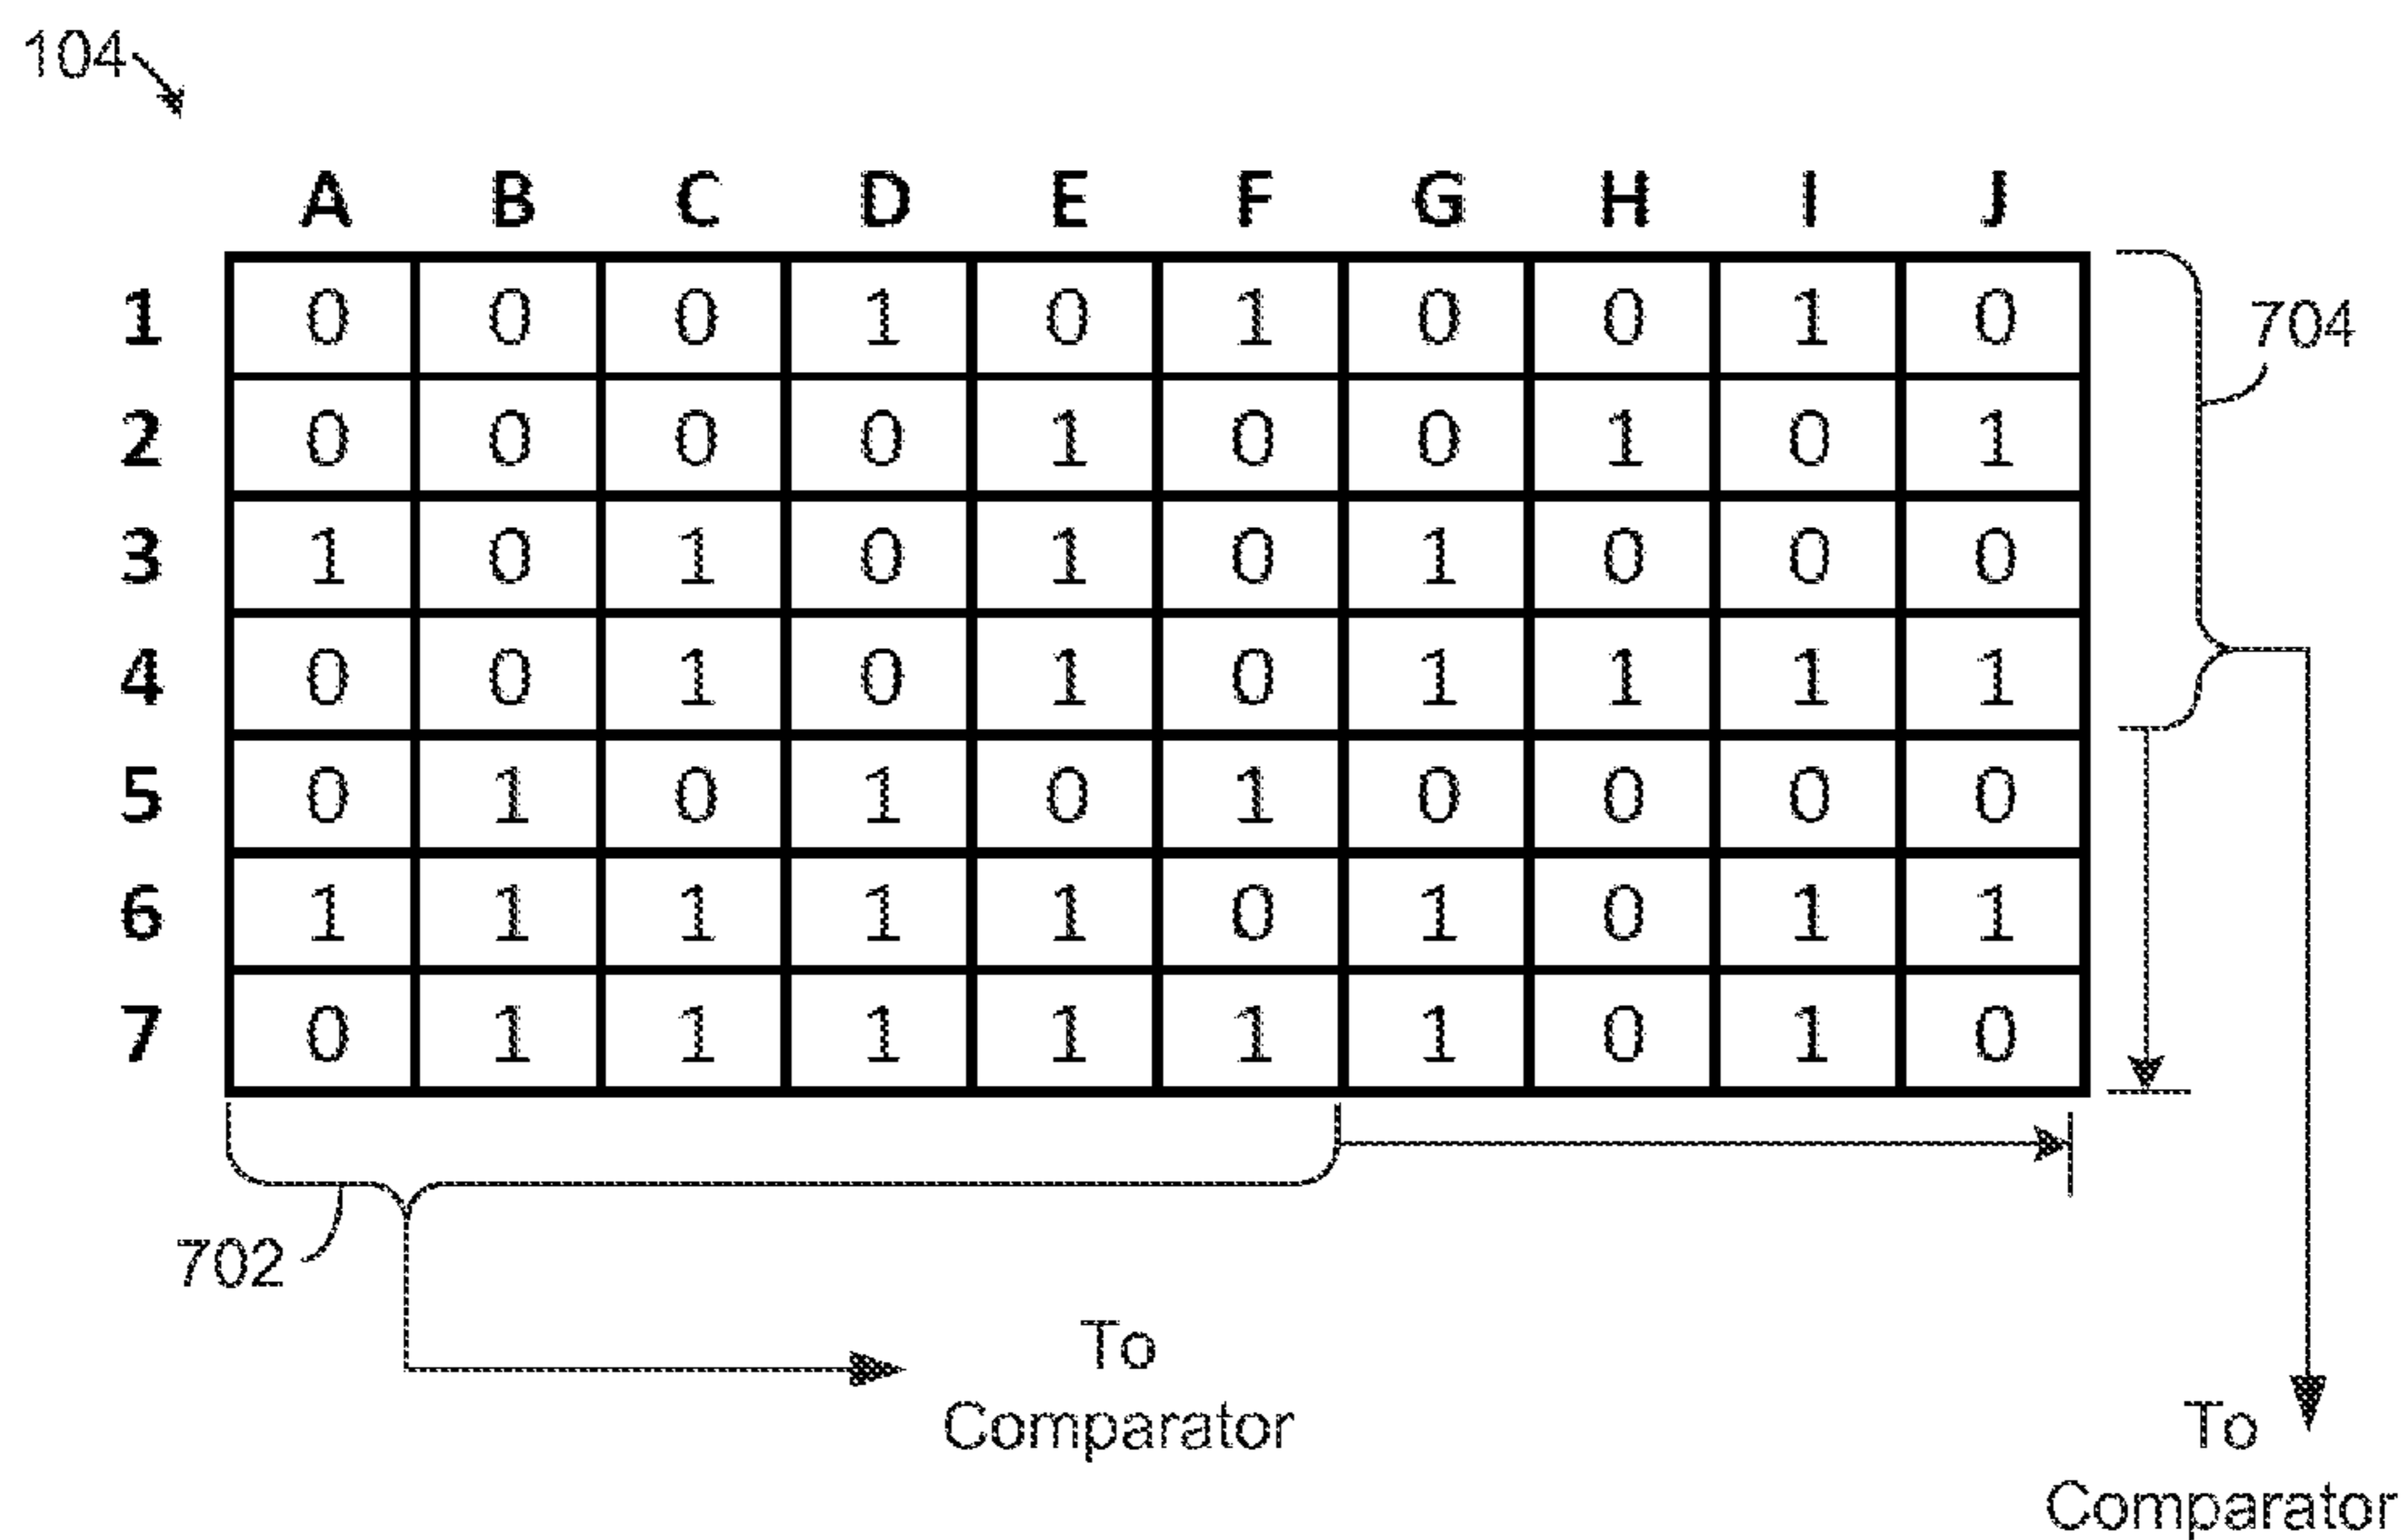 104
A B C D E F G H I J
1 0 0 0 1 0 1 0 0 1 0
704
2 0 0 0 0 1 0 0 1 0 1
3 1 0 1 0 1 0 1 0 0 0
4 0 0 1 0 1 0 1 1 1 1
5 0 1 0 1 0 1 0 0 0 0
6 1 1 1 1 1 0 1 0 1 1
7 0 1 1 1 1 1 1 0 1 0
702
To
Comparator
To
Comparator